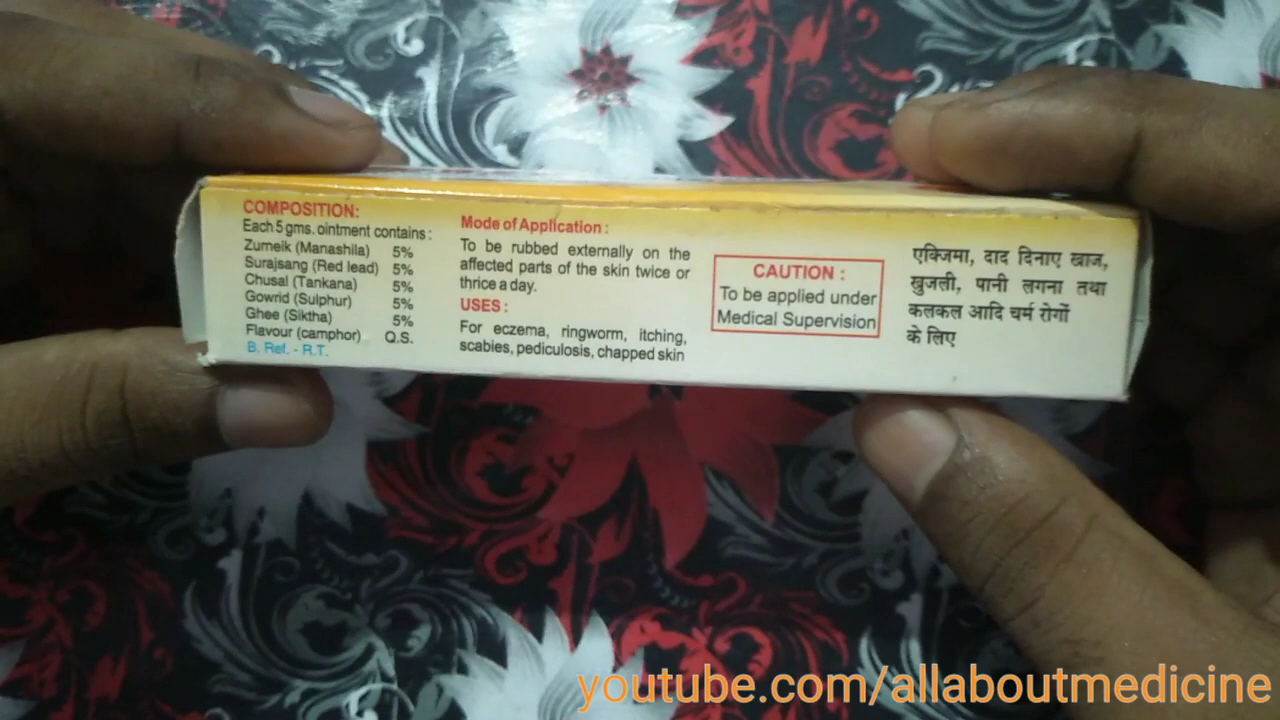 COMPOSITION:
Each 5 gms. ointment contains :
Zurneik (Manashila) 5%
Surajsang (Red lead) 5%
Chusal (Tankana) 5%
Gowrid (Sulphur) 5%
Ghee (Siktha) 5%
Flavour (camphor) Q.S.
B. Ref. - R.T.
Mode of Application :
To be rubbed externally on the
affected parts of the skin twice or
thrice a day.
USES :
For eczema, ringworm, itching,
scabies, pediculosis, chapped skin
CAUTION :
To be applied under
Medical Supervision
एक्जिमा, दाद दिनाए खाज,
खुजली, पानी लगना तथा
कलकल आदि चर्म रोगों
के लिए
youtube.com/allaboutmedicine